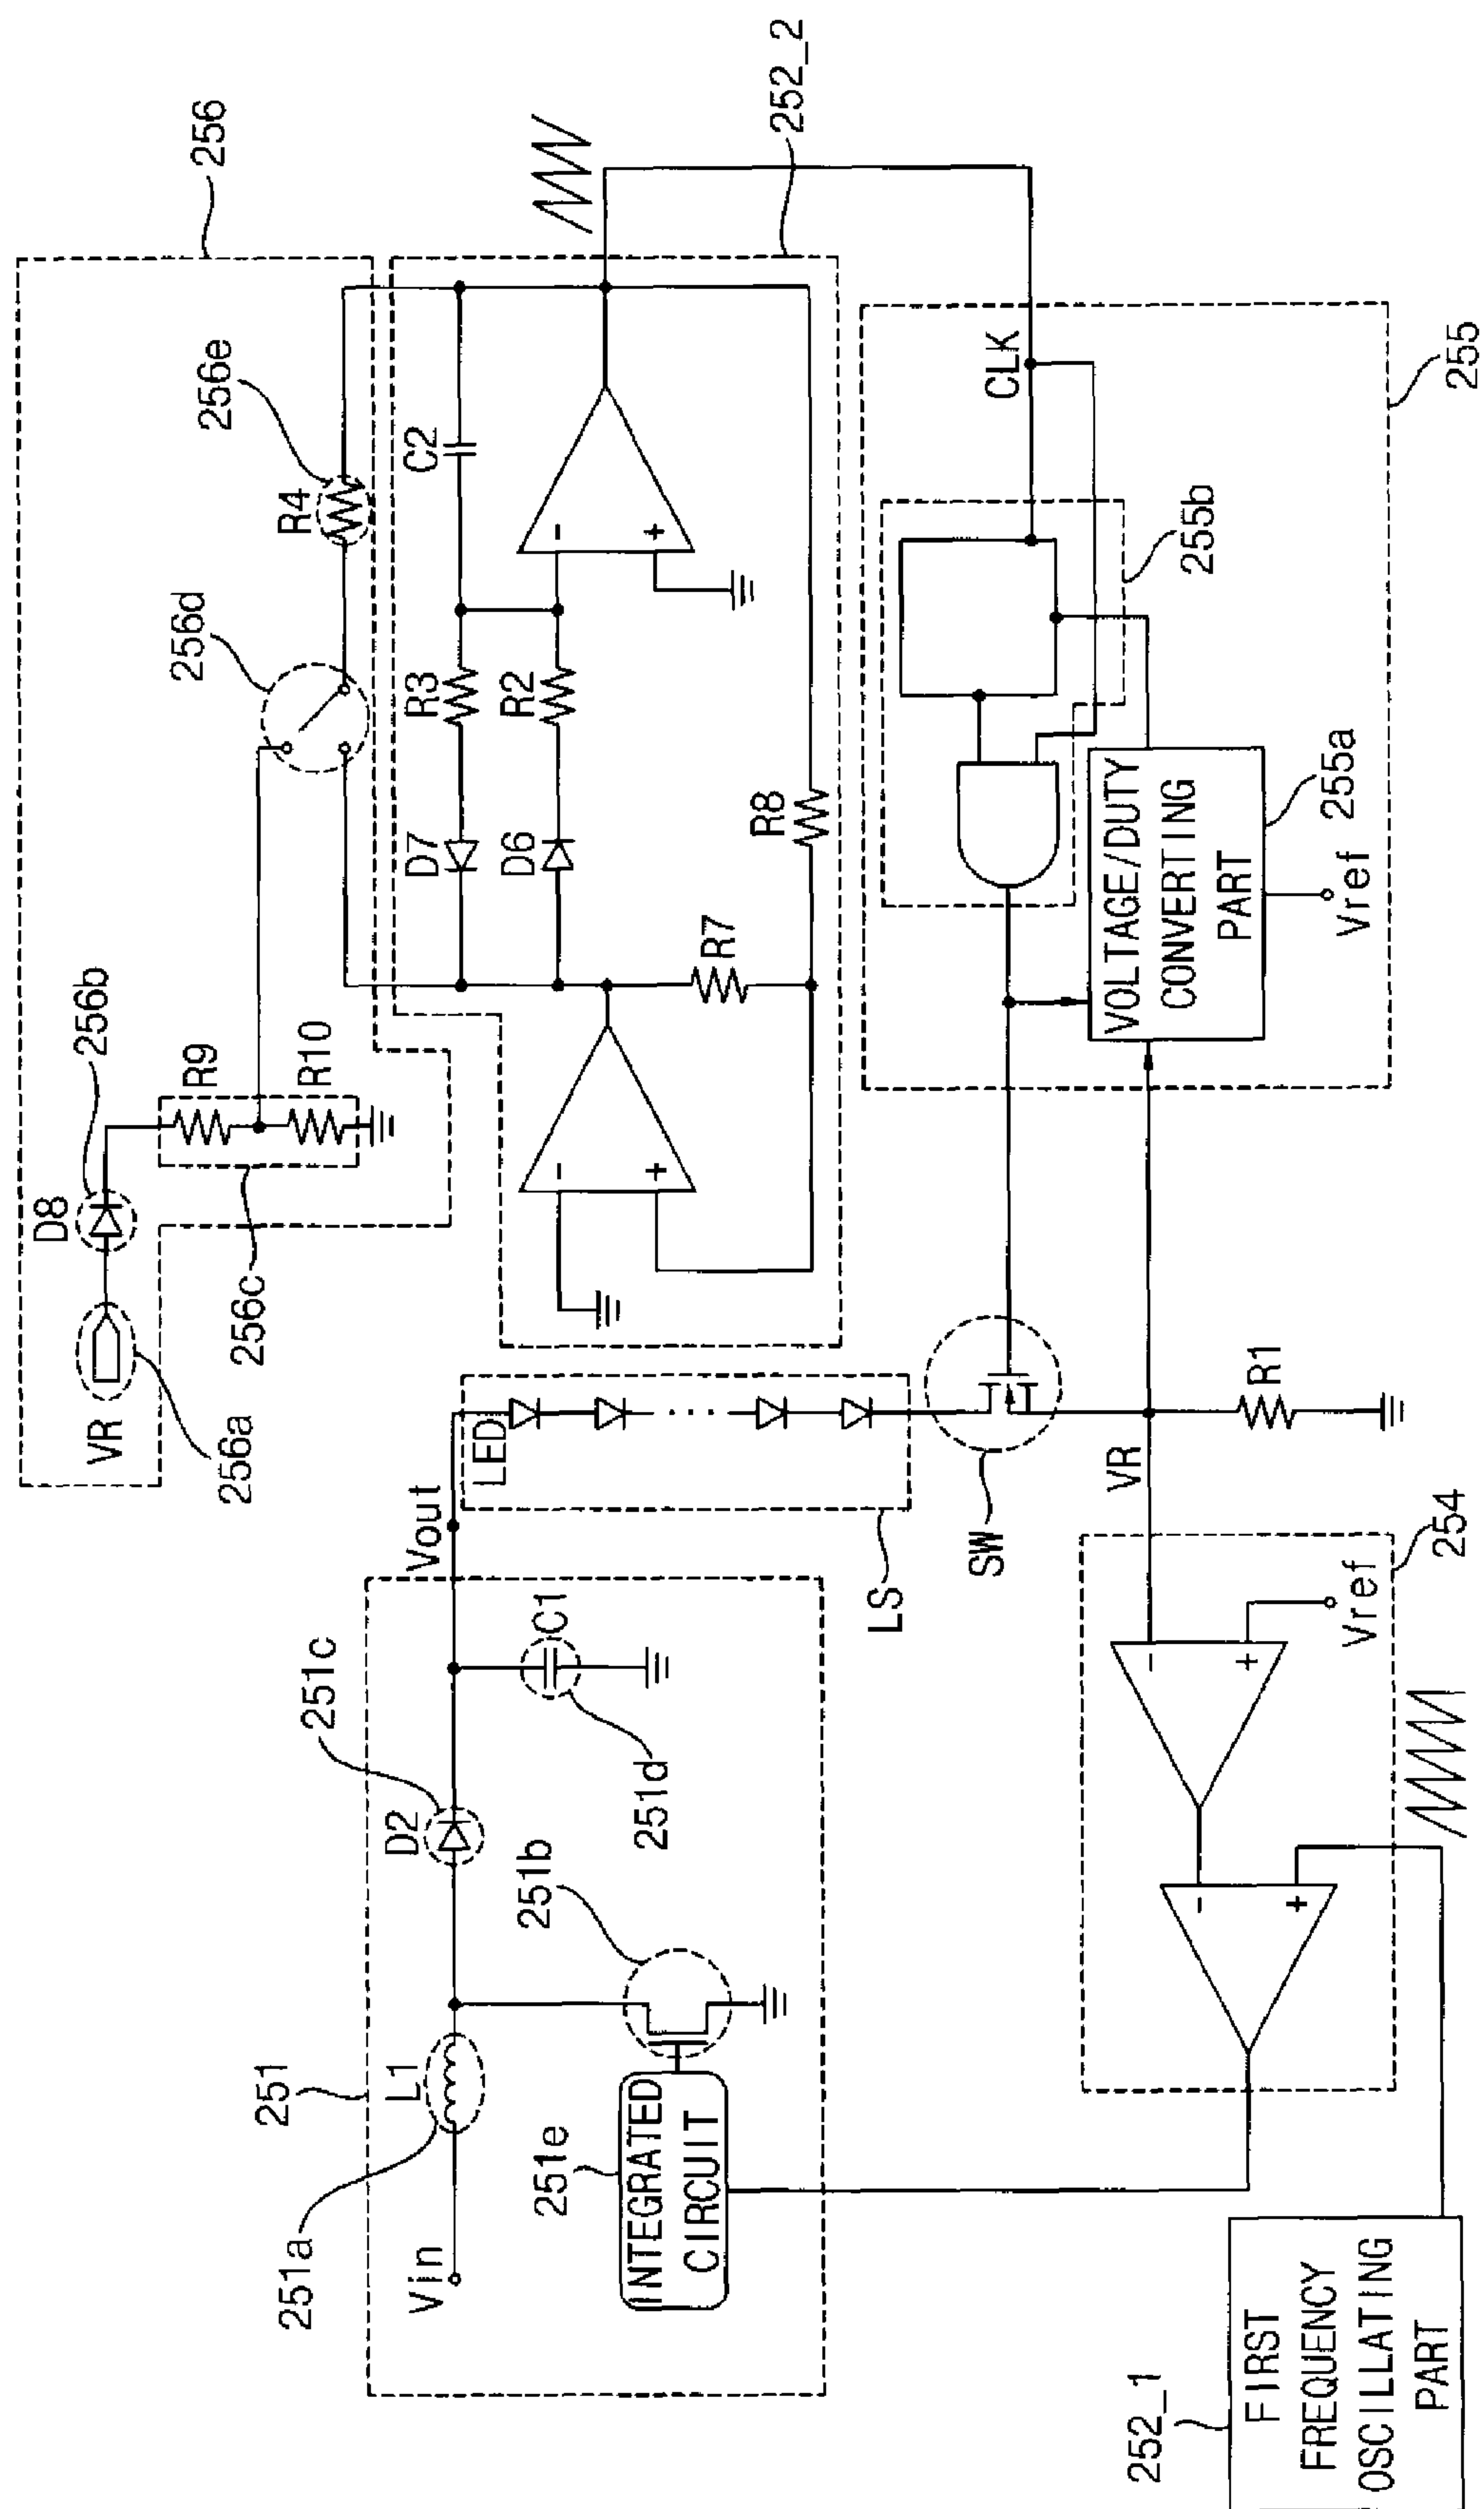 256
VR
256a
D8
256b
R9
R10
256c
256d
R4
256e
252_2
D7
R3
C2
D6
R2
R7
R8
-
+
-
+
251
Vin
L1
251a
D2
251c
C1
251d
251b
251e
INTEGRATED
CIRCUIT
Vout
LED
LS
SW
VR
R1
CLK
255b
VOLTAGE/DUTY
CONVERTING
PART
255a
Vref
255
254
-
+
-
+
Vref
252_1
FIRST
FREQUENCY
OSCILLATING
PART